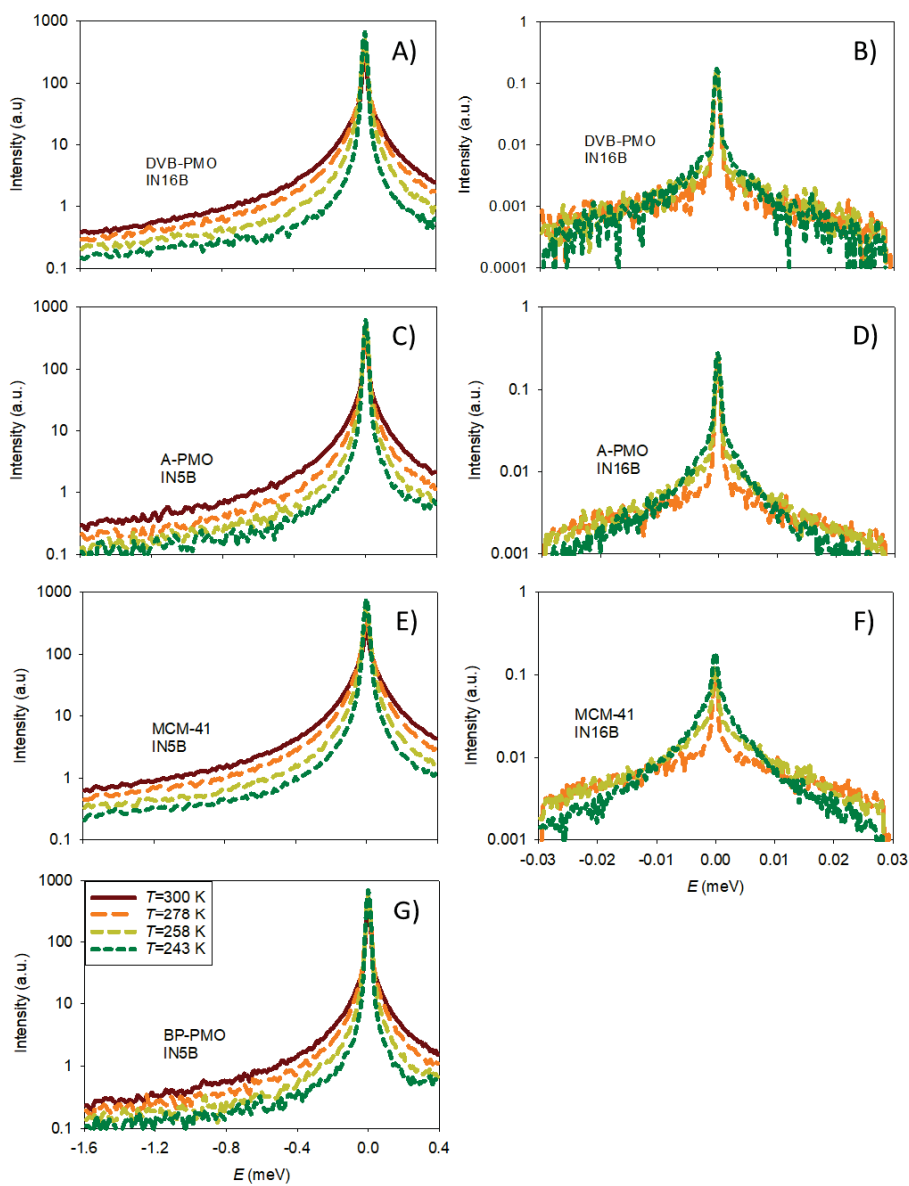 1000
100
10
1
0.1
Intensity (a.u)
A)
DVB-PMO
IN16B
1
0.1
0.01
0.001
0.0001
Intensity (a.u.)
B)
DVB-PMO
IN16B
1000
100
10
1
0.1
Intensity (a.u.)
C)
A-PMO
IN5B
1
0.1
0.01
0.001
Intensity (a.u.)
D)
A-PMO
IN16B
1000
100
10
1
0.1
Intensity (a.u)
E)
MCM-41
IN5B
1
0.1
0.01
0.001
Intensity (a.u.)
F)
MCM-41
IN16B
-0.03 -0.02 -0.01 0.00 0.01 0.02 0.03
E (meV)
1000
100
10
1
0.1
Intensity (a.u.)
T=300 K
T=278 K
T=258 K
T=243 K
G)
BP-PMO
IN5B
-1.6 -1.2 -0.8 -0.4 0.0 0.4
E (meV)